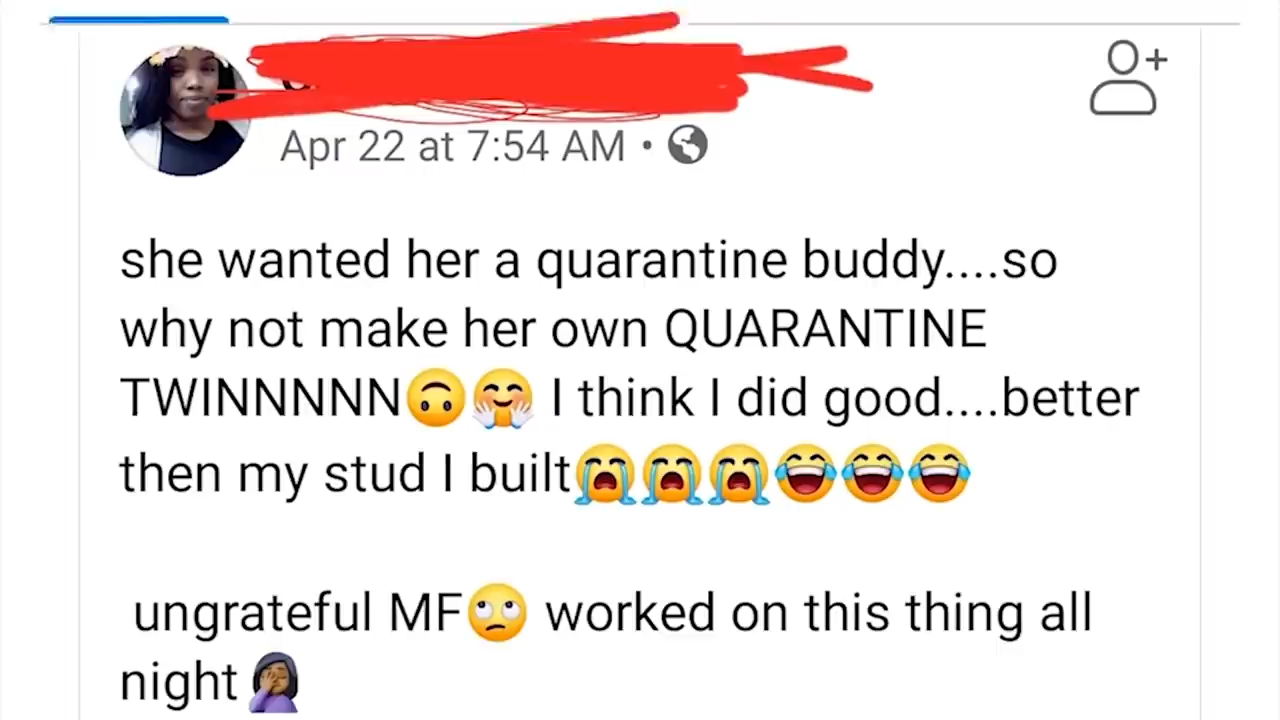 Apr 22 at 7:54 AM •
she wanted her a quarantine buddy....so
why not make her own QUARANTINE
TWINNNNN🙃🤗 I think I did good....better
then my stud I built😭😭😭😂😂😂
ungrateful MF🙄 worked on this thing all
night🤦🏾‍♀️